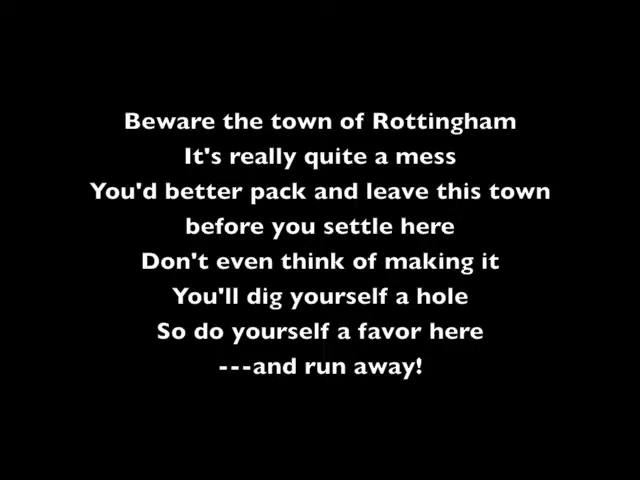 Beware the town of Rottingham
It's really quite a mess
You'd better pack and leave this town
before you settle here
Don't even think of making it
You'll dig yourself a hole
So do yourself a favor here
---and run away!